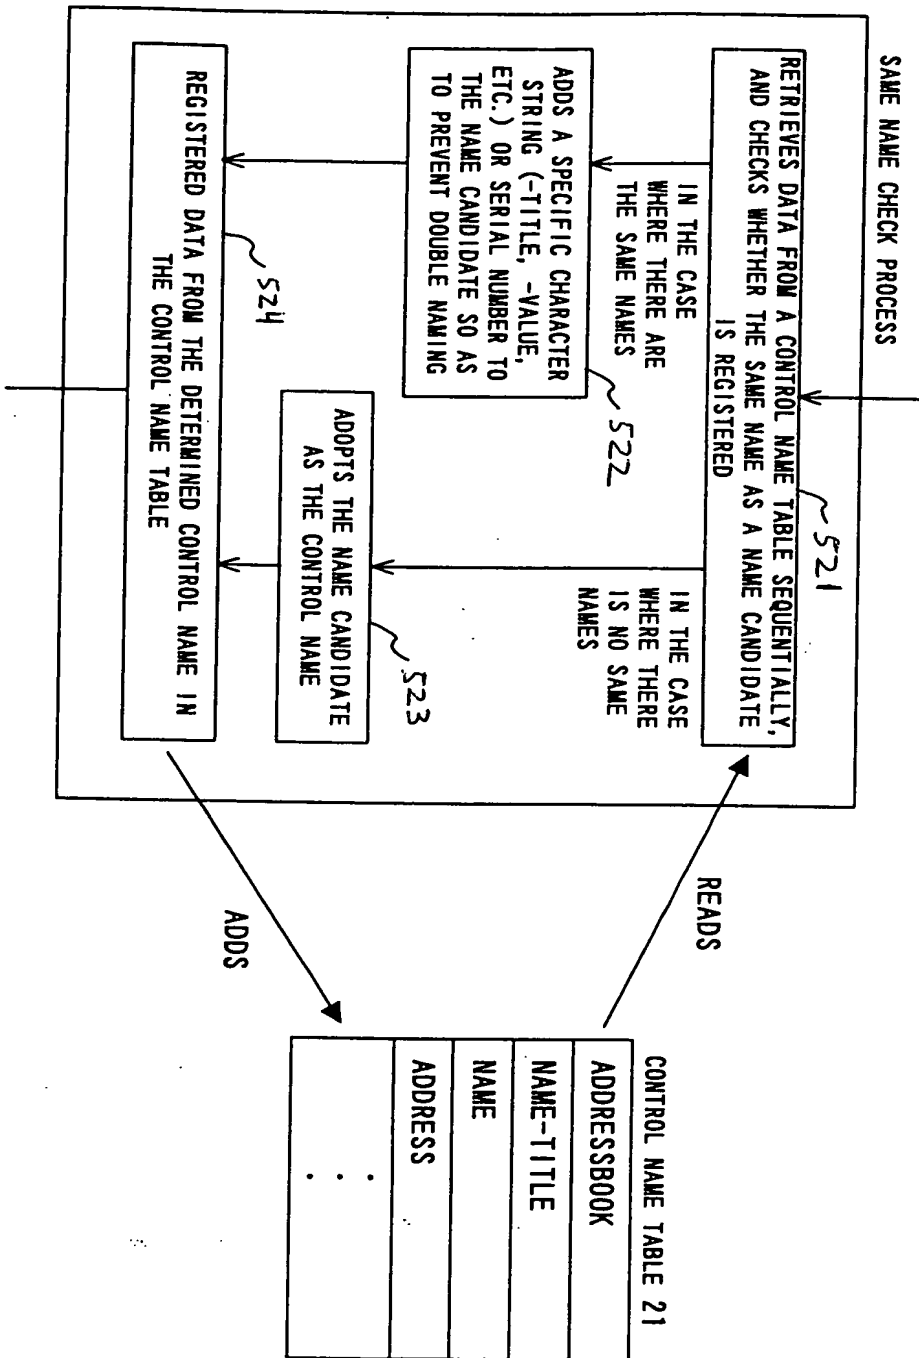 SAME NAME CHECK PROCESS
RETRIEVES DATA FROM A CONTROL NAME TABLE SEQUENTIALLY,
AND CHECKS WHETHER THE SAME NAME AS A NAME CANDIDATE
IS REGISTERED
521
IN THE CASE
WHERE THERE ARE
THE SAME NAMES
IN THE CASE
WHERE THERE
IS NO SAME
NAMES
ADDS A SPECIFIC CHARACTER
STRING (-TITLE, -VALUE,
ETC.) OR SERIAL NUMBER TO
THE NAME CANDIDATE SO AS
TO PREVENT DOUBLE NAMING
522
ADOPTS THE NAME CANDIDATE
AS THE CONTROL NAME
523
524
REGISTERED DATA FROM THE DETERMINED CONTROL NAME IN
THE CONTROL NAME TABLE
READS
ADDS
CONTROL NAME TABLE 21
ADDRESSBOOK
NAME-TITLE
NAME
ADDRESS
. . .